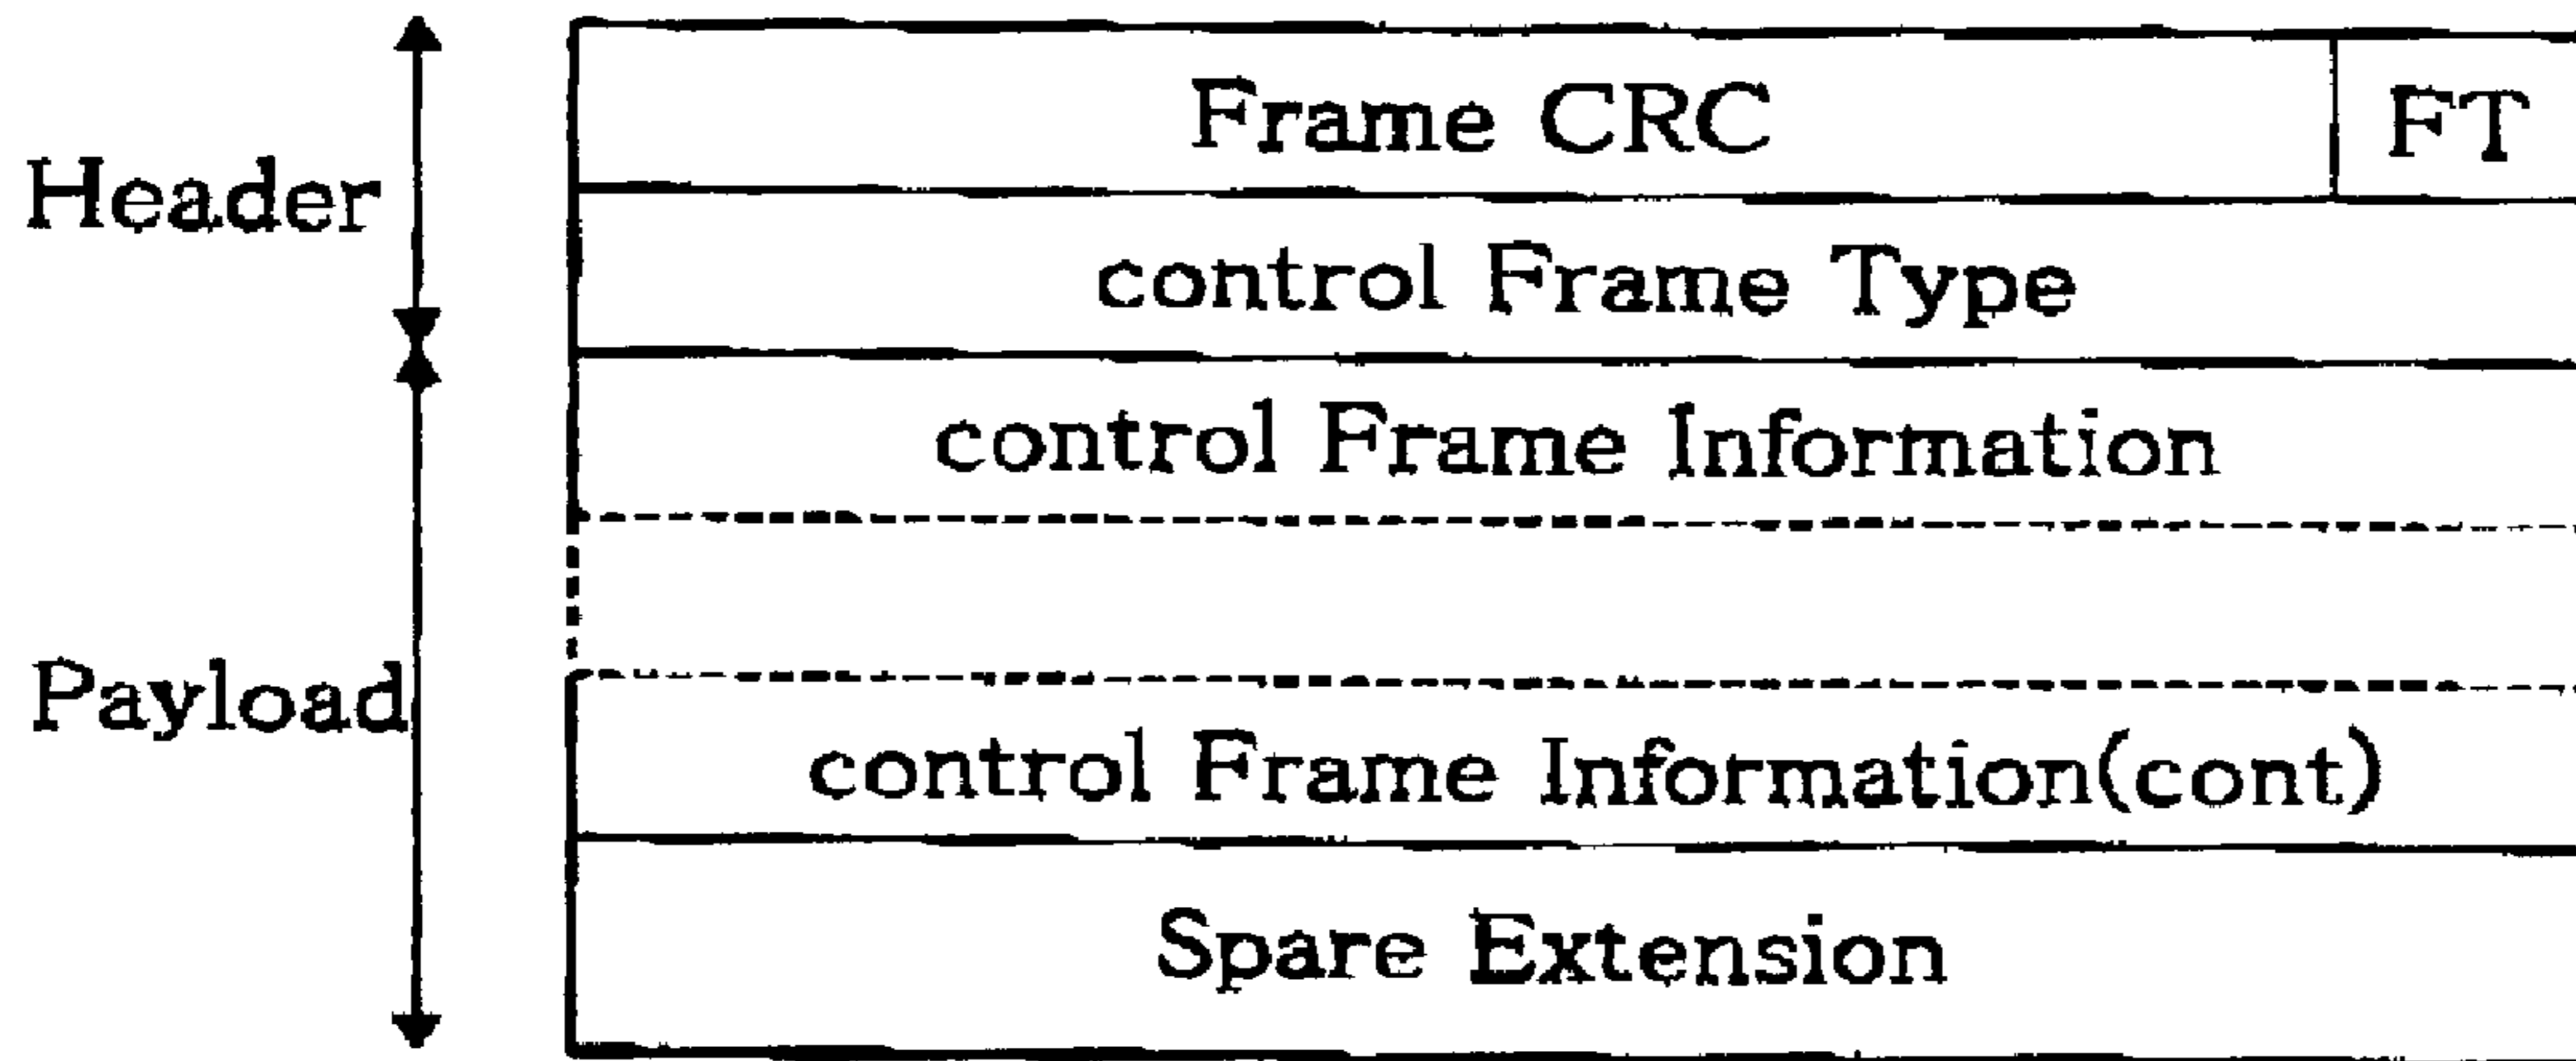 Frame CRC FT
Header
control Frame Type
control Frame Information
Payload
control Frame Information(cont)
Spare Extension